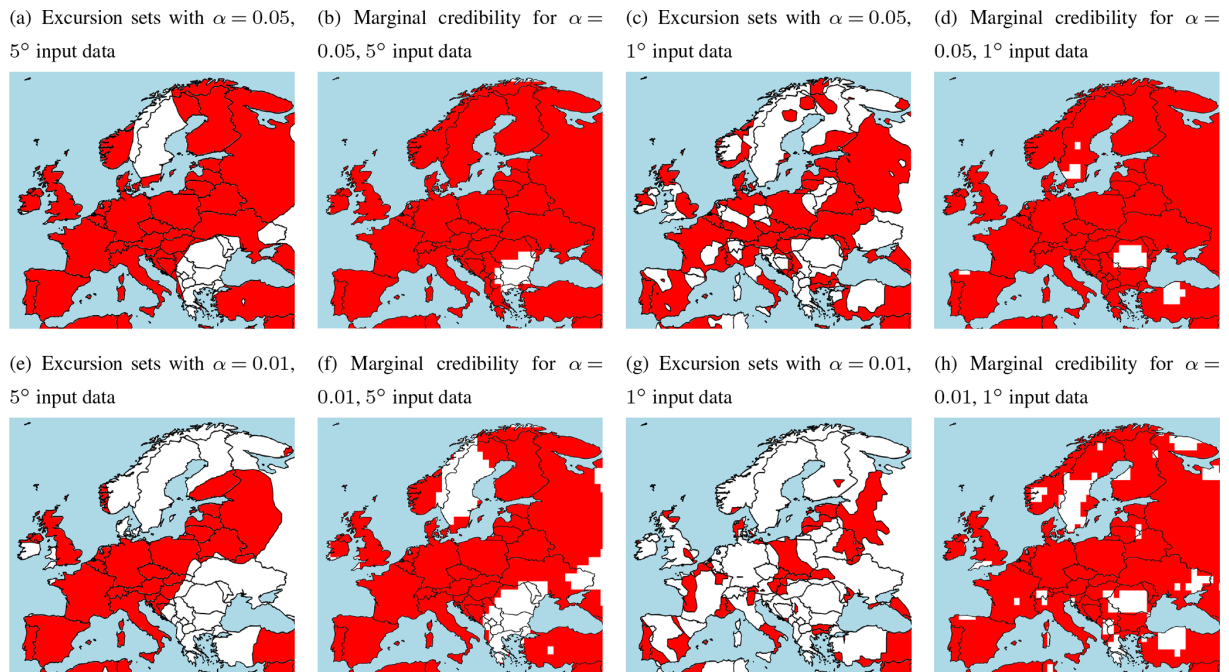 (a) Excursion sets with α = 0.05,
5° input data
(b) Marginal credibility for α =
0.05, 5° input data
(c) Excursion sets with α = 0.05,
1° input data
(d) Marginal credibility for α =
0.05, 1° input data
(e) Excursion sets with α = 0.01,
5° input data
(f) Marginal credibility for α =
0.01, 5° input data
(g) Excursion sets with α = 0.01,
1° input data
(h) Marginal credibility for α =
0.01, 1° input data